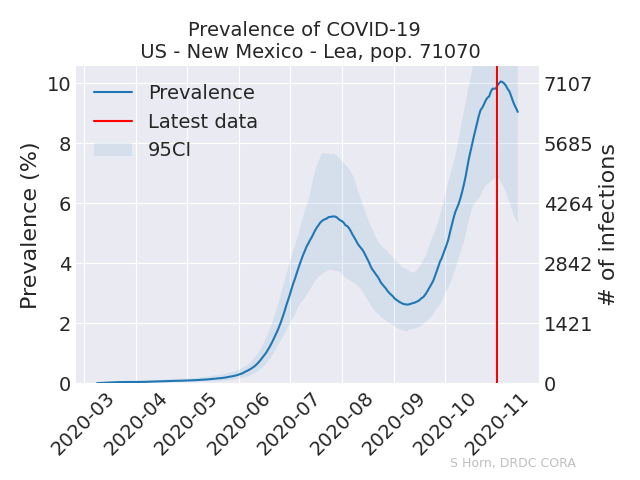 Prevalence of COVID-19
US - New Mexico - Lea, pop. 71070
Prevalence (%)
10
8
6
4
2
0
Prevalence
Latest data
95CI
7107
5685
4264
2842
1421
0
# of infections
2020-03
2020-04
2020-05
2020-06
2020-07
2020-08
2020-09
2020-10
2020-11
S Horn, DRDC CORA